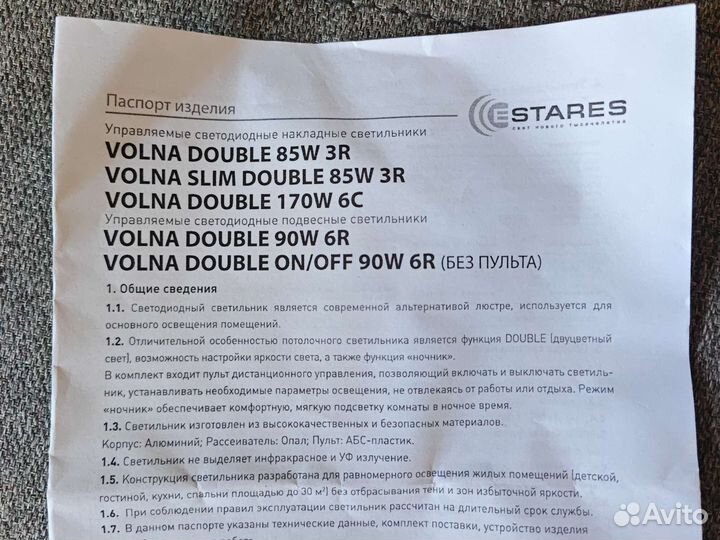 Паспорт изделия
ESTARES
свет нового тысячелетия
Управляемые светодиодные накладные светильники
VOLNA DOUBLE 85W 3R
VOLNA SLIM DOUBLE 85W 3R
VOLNA DOUBLE 170W 6C
Управляемые светодиодные подвесные светильники
VOLNA DOUBLE 90W 6R
VOLNA DOUBLE ON/OFF 90W 6R (БЕЗ ПУЛЬТА)
1. Общие сведения
1.1. Светодиодный светильник является современной альтернативой люстре, используется для
основного освещения помещений.
1.2. Отличительной особенностью потолочного светильника является функция DOUBLE (двуцветный
свет), возможность настройки яркости света, а также функция «ночник».
В комплект входит пульт дистанционного управления, позволяющий включать и выключать светиль-
ник, устанавливать необходимые параметры освещения, не отвлекаясь от работы или отдыха. Режим
«ночник» обеспечивает комфортную, мягкую подсветку комнаты в ночное время.
1.3. Светильник изготовлен из высококачественных и безопасных материалов.
Корпус: Алюминий; Рассеиватель: Опал; Пульт: АБС-пластик.
1.4. Светильник не выделяет инфракрасное и УФ излучение.
1.5. Конструкция светильника разработана для равномерного освещения жилых помещений (детской,
гостиной, кухни, спальни площадью до 30 м²) без отбрасывания тени и зон избыточной яркости.
1.6. При соблюдении правил эксплуатации светильник рассчитан на длительный срок службы.
1.7. В данном паспорте указаны технические данные, комплект поставки, устройство изделия
Avito